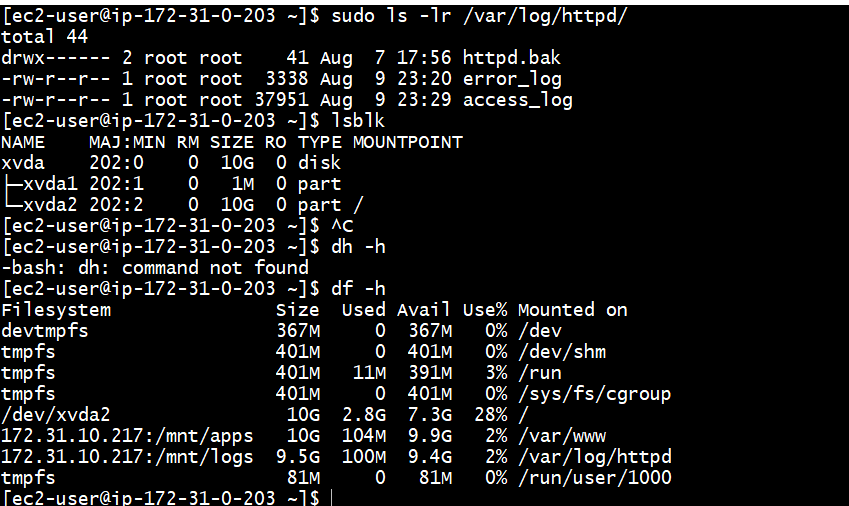 [ec2-user@ip-172-31-0-203 ~]$ sudo ls -lr /var/log/httpd/
total 44
drwx------ 2 root root    41 Aug  7 17:56 httpd.bak
-rw-r--r-- 1 root root  3338 Aug  9 23:20 error_log
-rw-r--r-- 1 root root 37951 Aug  9 23:29 access_log
[ec2-user@ip-172-31-0-203 ~]$ lsblk
NAME    MAJ:MIN RM SIZE RO TYPE MOUNTPOINT
xvda    202:0    0  10G  0 disk
├─xvda1 202:1    0   1M  0 part
└─xvda2 202:2    0  10G  0 part /
[ec2-user@ip-172-31-0-203 ~]$ ^C
[ec2-user@ip-172-31-0-203 ~]$ dh -h
-bash: dh: command not found
[ec2-user@ip-172-31-0-203 ~]$ df -h
Filesystem                Size  Used Avail Use% Mounted on
devtmpfs                  367M     0  367M   0% /dev
tmpfs                     401M     0  401M   0% /dev/shm
tmpfs                     401M   11M  391M   3% /run
tmpfs                     401M     0  401M   0% /sys/fs/cgroup
/dev/xvda2                 10G  2.8G  7.3G  28% /
172.31.10.217:/mnt/apps    10G  104M  9.9G   2% /var/www
172.31.10.217:/mnt/logs   9.5G  100M  9.4G   2% /var/log/httpd
tmpfs                      81M     0   81M   0% /run/user/1000
[ec2-user@ip-172-31-0-203 ~]$